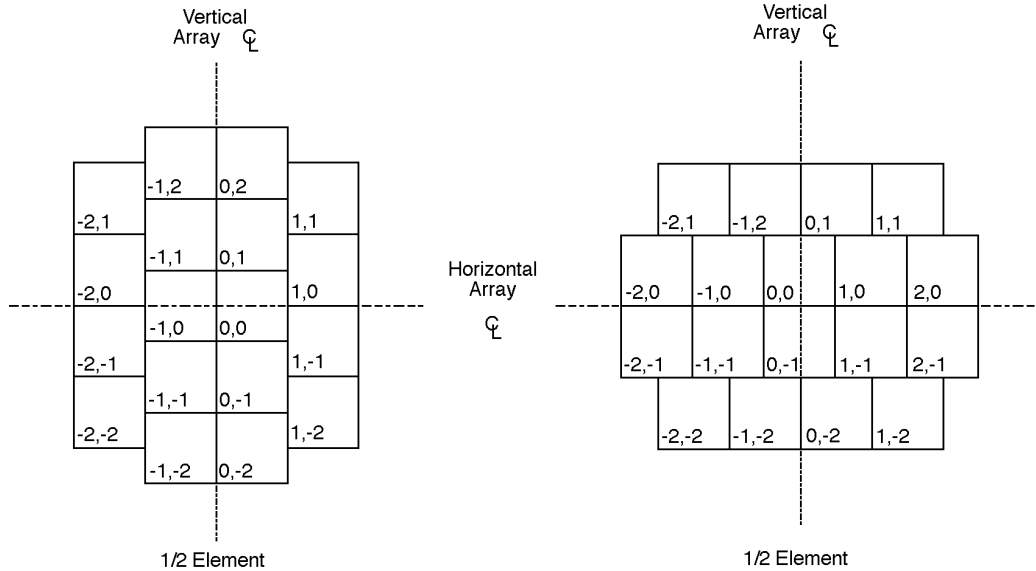 Vertical
Array ℄
-1,2 0,2
-2,1 1,1
-1,1 0,1
-2,0 1,0
-1,0 0,0
-2,-1 1,-1
-1,-1 0,-1
-2,-2 1,-2
-1,-2 0,-2
1/2 Element
Horizontal
Array
℄
Vertical
Array ℄
-2,1 -1,2 0,1 1,1
-2,0 -1,0 0,0 1,0 2,0
-2,-1 -1,-1 0,-1 1,-1 2,-1
-2,-2 -1,-2 0,-2 1,-2
1/2 Element